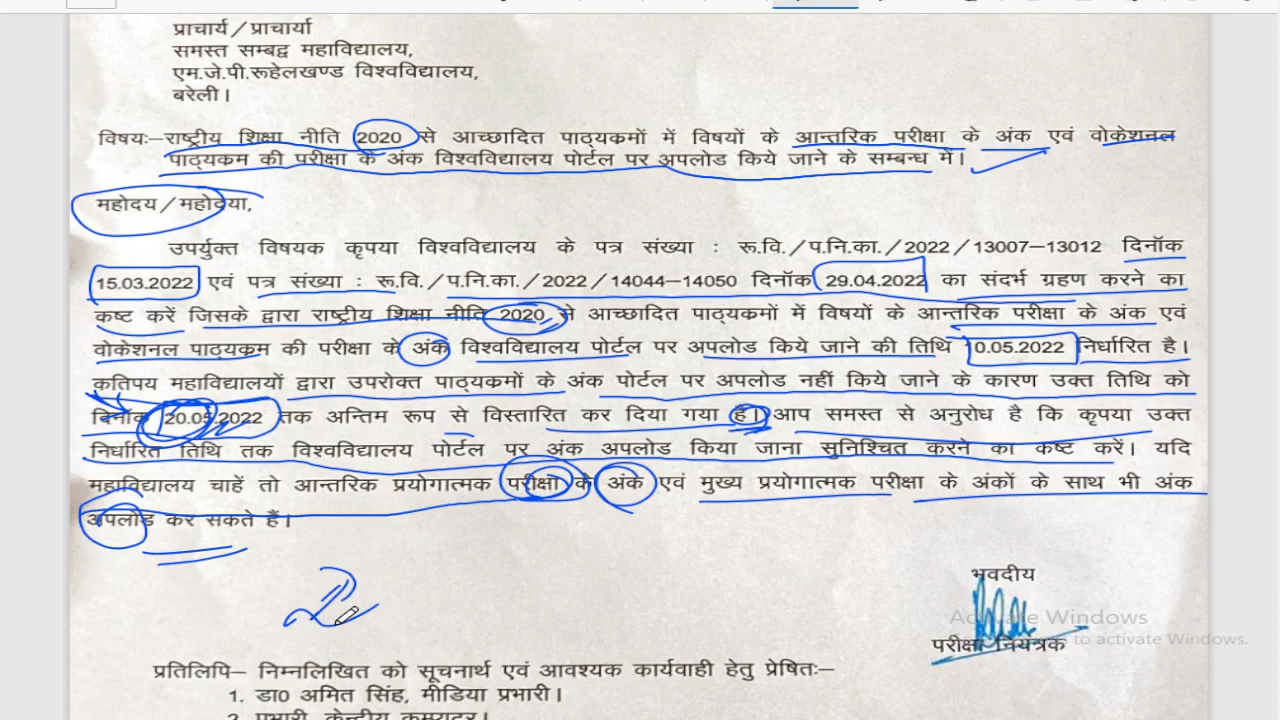 प्राचार्य/प्राचार्या
समस्त सम्बद्व महाविद्यालय,
एम.जे.पी.रूहेलखण्ड विश्वविद्यालय,
बरेली।
विषयः–राष्ट्रीय शिक्षा नीति 2020 से आच्छादित पाठ्यकमों में विषयों के आन्तरिक परीक्षा के अंक एवं वोकेशनल
पाठ्यकम की परीक्षा के अंक विश्वविद्यालय पोर्टल पर अपलोड किये जाने के सम्बन्ध में।
महोदय/महोदया,
उपर्युक्त विषयक कृपया विश्वविद्यालय के पत्र संख्या : रू.वि./प.नि.का./2022/13007–13012 दिनॉक
15.03.2022 एवं पत्र संख्या : रू.वि./प.नि.का./2022/14044–14050 दिनॉक 29.04.2022 का संदर्भ ग्रहण करने का
कष्ट करें जिसके द्वारा राष्ट्रीय शिक्षा नीति 2020 से आच्छादित पाठ्यकमों में विषयों के आन्तरिक परीक्षा के अंक एवं
वोकेशनल पाठ्यकम की परीक्षा के अंक विश्वविद्यालय पोर्टल पर अपलोड किये जाने की तिथि 10.05.2022 निर्धारित है।
कतिपय महाविद्यालयों द्वारा उपरोक्त पाठ्यकमों के अंक पोर्टल पर अपलोड नहीं किये जाने के कारण उक्त तिथि को
दिनॉक 20.05.2022 तक अन्तिम रूप से विस्तारित कर दिया गया है। आप समस्त से अनुरोध है कि कृपया उक्त
निर्धारित तिथि तक विश्वविद्यालय पोर्टल पर अंक अपलोड किया जाना सुनिश्चित करने का कष्ट करें। यदि
महाविद्यालय चाहें तो आन्तरिक प्रयोगात्मक परीक्षा के अंके एवं मुख्य प्रयोगात्मक परीक्षा के अंकों के साथ भी अंक
अपलोड कर सकते हैं।
भवदीय
Activate Windows
to activate Windows.
परीक्षा नियंत्रक
प्रतिलिपि– निम्नलिखित को सूचनार्थ एवं आवश्यक कार्यवाही हेतु प्रेषितः–
1. डा0 अमित सिंह, मीडिया प्रभारी।
2. प्रभारी, केन्द्रीय कम्प्यूटर।